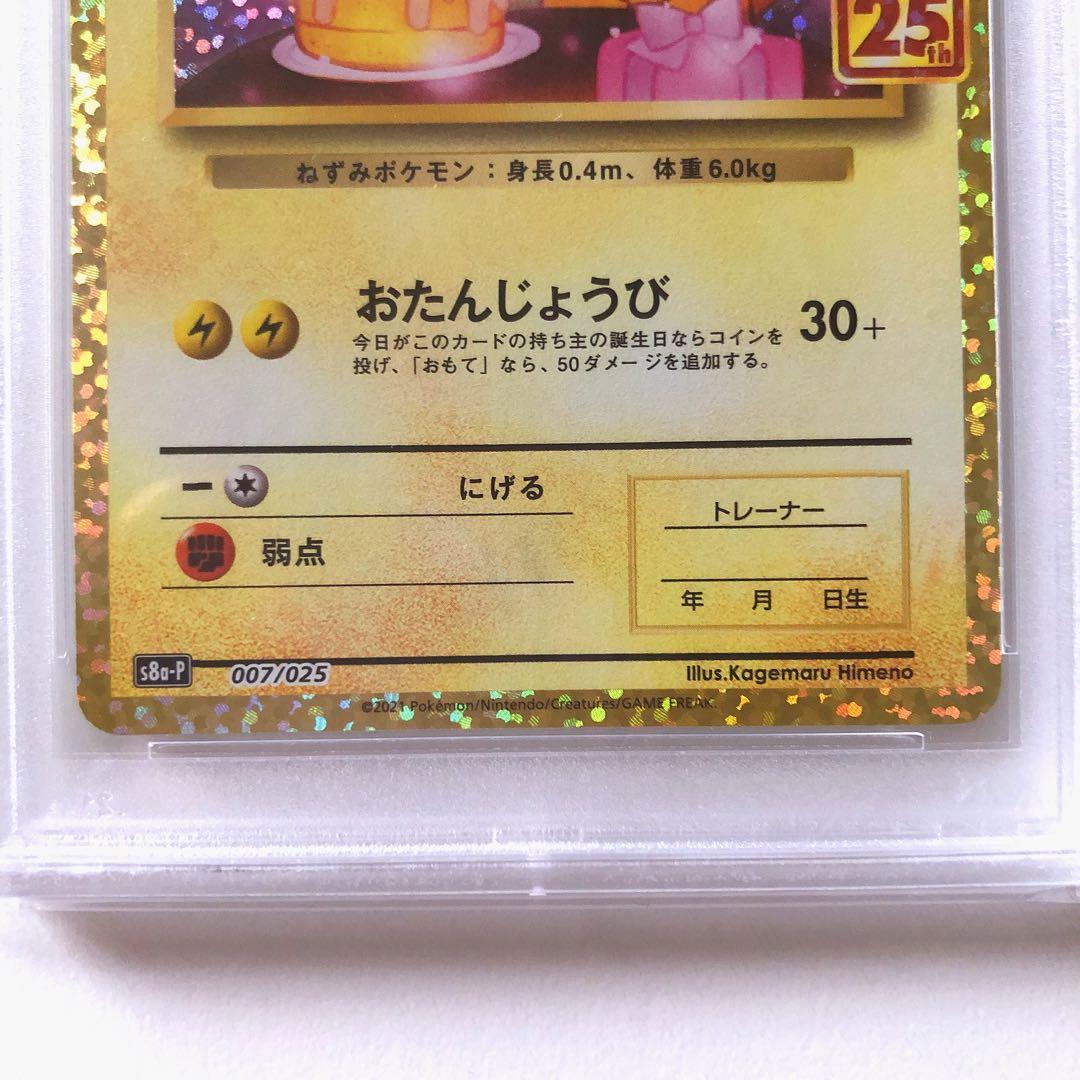 25th
ねずみポケモン：身長0.4m、体重6.0kg
おたんじょうび
30+
今日がこのカードの持ち主の誕生日ならコインを
投げ、「おもて」なら、50ダメージを追加する。
ーにげる
トレーナー
弱点
年 月 日生
s8a-P 007/025
Illus.Kagemaru Himeno
©2021 Pokémon/Nintendo/Creatures/GAME FREAK.